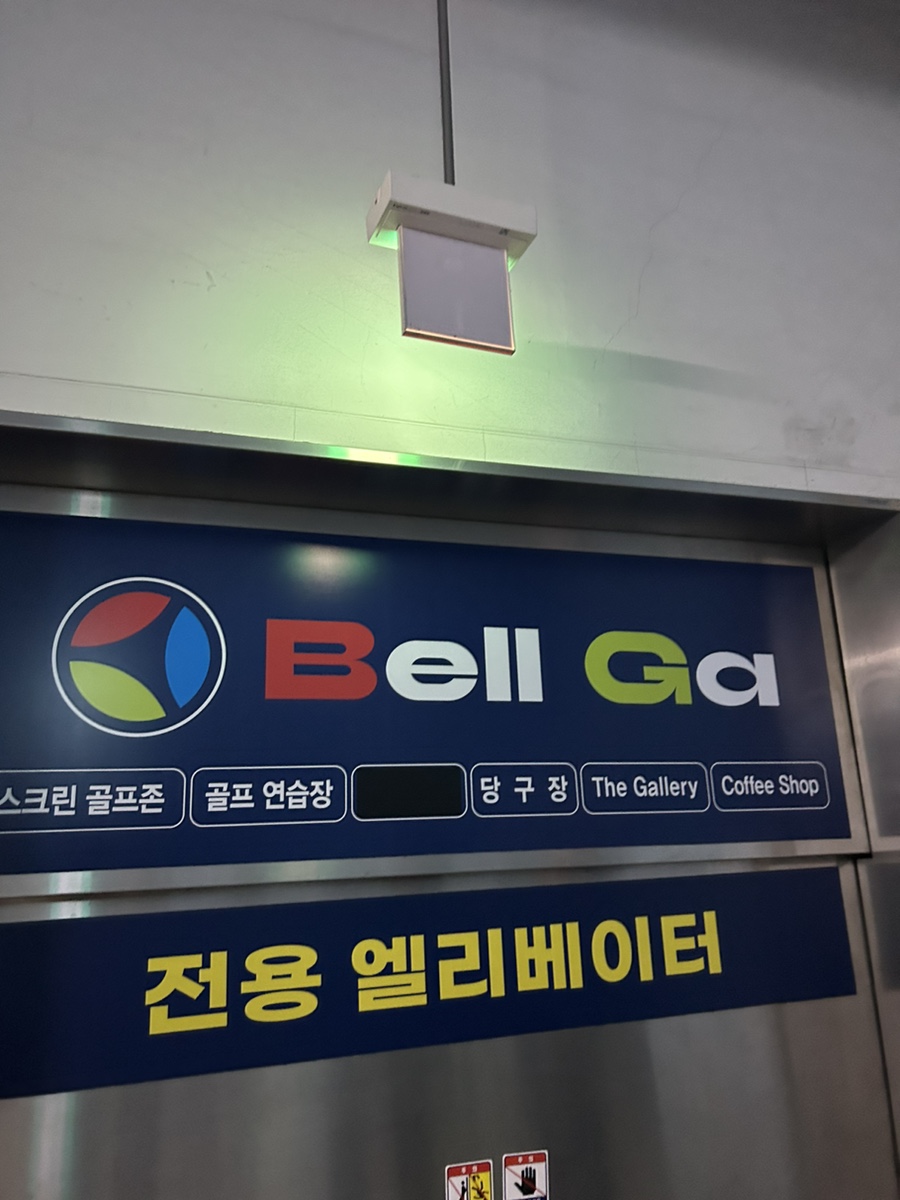 Bell Ga
스크린 골프존 골프 연습장 당 구 장 The Gallery Coffee Shop
전용 엘리베이터